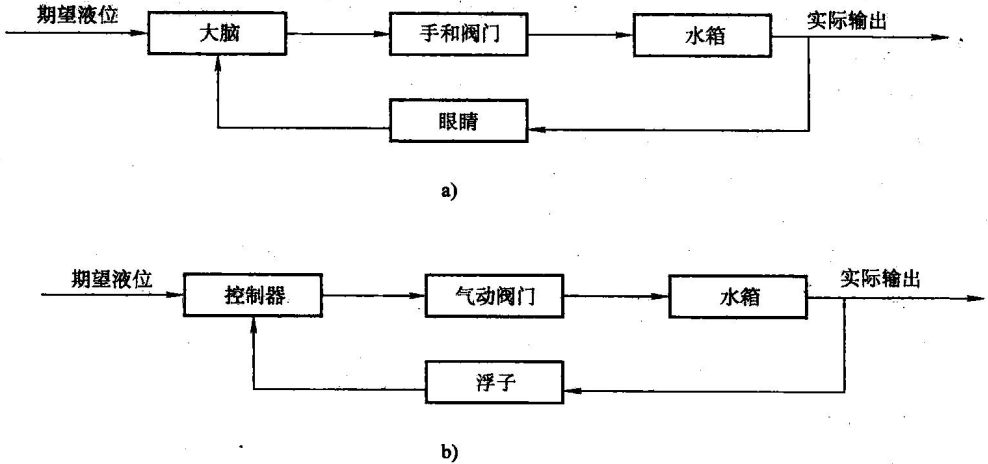 期望液位
大脑
手和阀门
水箱
实际输出
眼睛
a)
期望液位
控制器
气动阀门
水箱
实际输出
浮子
b)